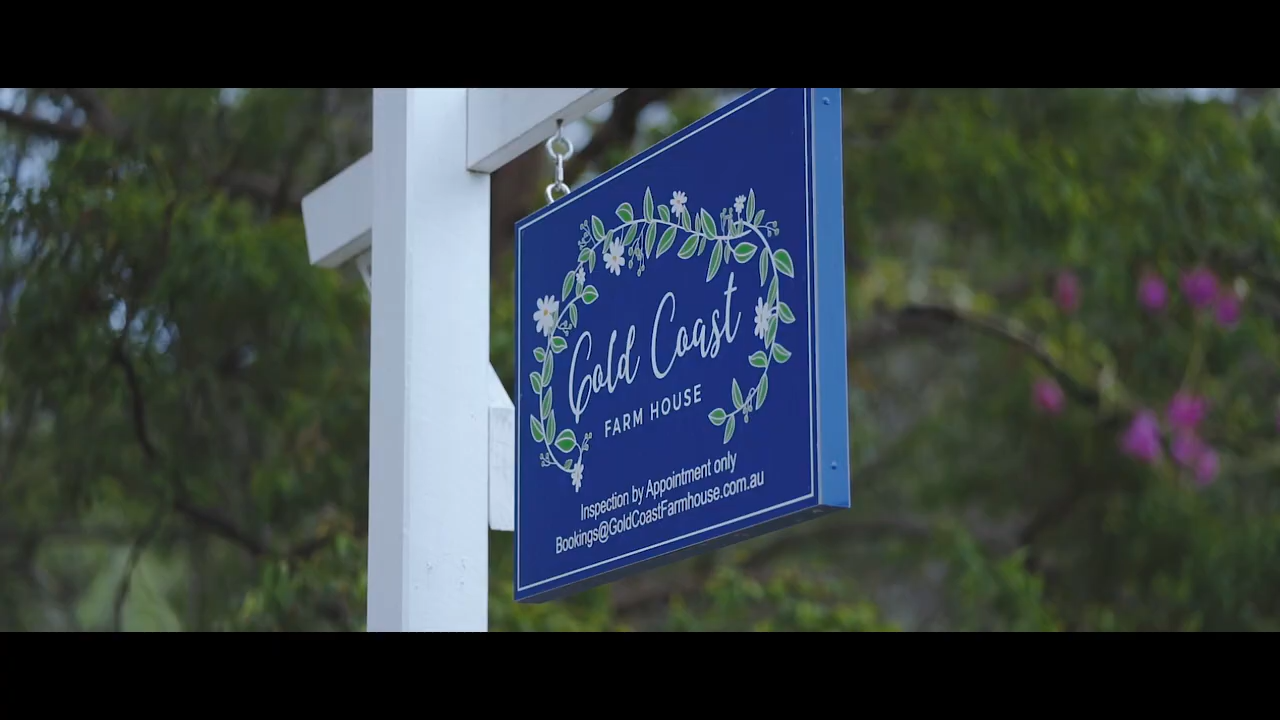 Gold Coast
FARM HOUSE
Inspection by Appointment only
Bookings@GoldCoastFarmhouse.com.au